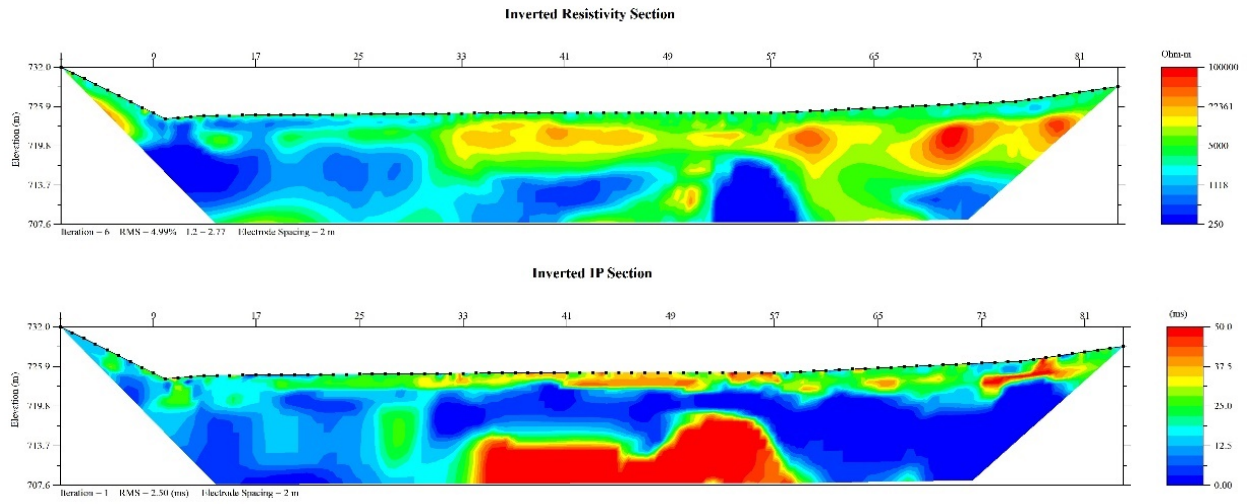 Inverted Resistivity Section
9 17 25 33 41 49 57 65 73 81
Ohm-m
732.0
100000
725.9
22361
Elevation (m)
719.8
5000
713.7
1118
707.6
250
Iteration = 6 RMS = 4.99% L2 = 2.77 Electrode Spacing = 2 m
Inverted IP Section
9 17 25 33 41 49 57 65 73 81
(ms)
732.0
50.0
725.9
37.5
Elevation (m)
719.8
25.0
713.7
12.5
707.6
0.00
Iteration = 1 RMS = 2.50 (ms) Electrode Spacing = 2 m